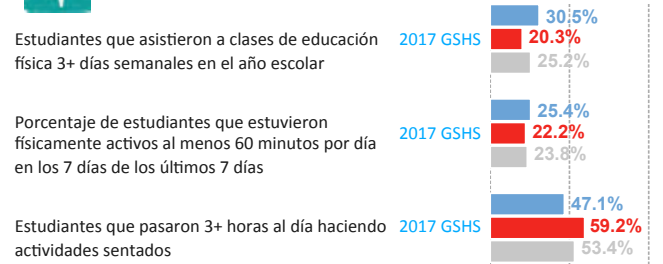 30.5%
Estudiantes que asistieron a clases de educación 2017 GSHS 20.3%
física 3+ días semanales en el año escolar 25.2%
25.4%
Porcentaje de estudiantes que estuvieron
físicamente activos al menos 60 minutos por día 2017 GSHS 22.2%
en los 7 días de los últimos 7 días 23.8%
47.1%
Estudiantes que pasaron 3+ horas al día haciendo 2017 GSHS 59.2%
actividades sentados 53.4%